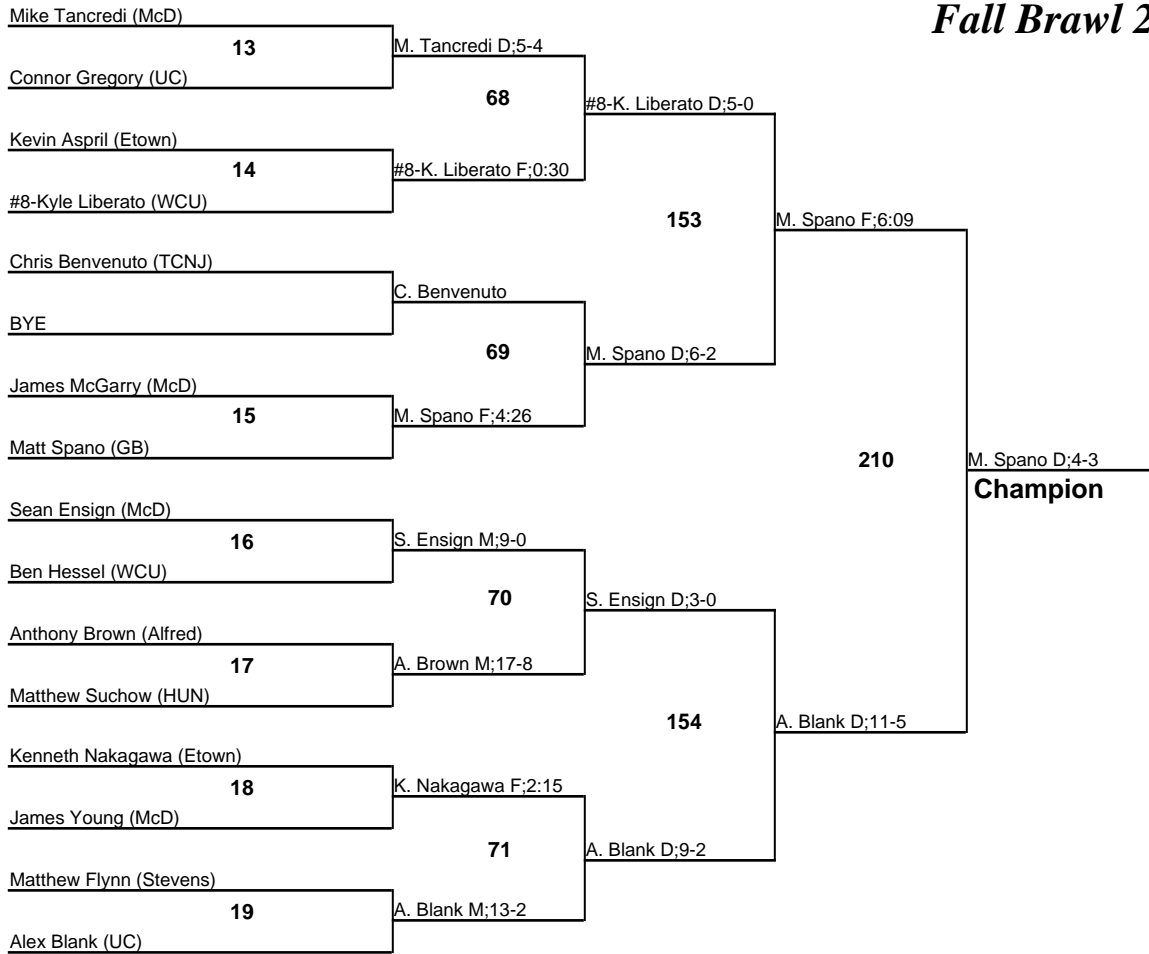 Fall Brawl 2
Mike Tancredi (McD)
13
Connor Gregory (UC)
M. Tancredi D;5-4
68
Kevin Aspril (Etown)
14
#8-Kyle Liberato (WCU)
#8-K. Liberato F;0:30
#8-K. Liberato D;5-0
153
Chris Benvenuto (TCNJ)
BYE
C. Benvenuto
69
James McGarry (McD)
15
Matt Spano (GB)
M. Spano F;4:26
M. Spano D;6-2
M. Spano F;6:09
210
M. Spano D;4-3
Champion
Sean Ensign (McD)
16
Ben Hessel (WCU)
S. Ensign M;9-0
70
Anthony Brown (Alfred)
17
Matthew Suchow (HUN)
A. Brown M;17-8
S. Ensign D;3-0
154
A. Blank D;11-5
Kenneth Nakagawa (Etown)
18
James Young (McD)
K. Nakagawa F;2:15
71
Matthew Flynn (Stevens)
19
Alex Blank (UC)
A. Blank M;13-2
A. Blank D;9-2